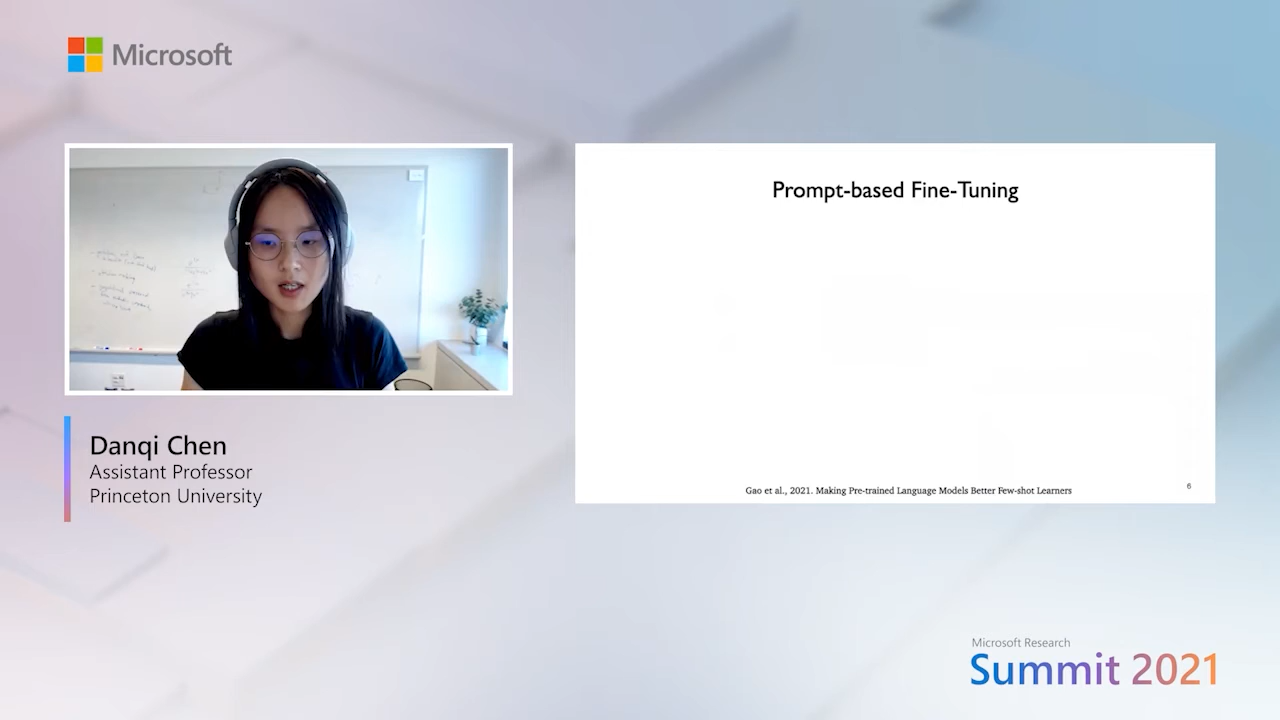 Microsoft
Prompt-based Fine-Tuning
Gao et al., 2021. Making Pre-trained Language Models Better Few-shot Learners
6
Danqi Chen
Assistant Professor
Princeton University
Microsoft Research
Summit 2021